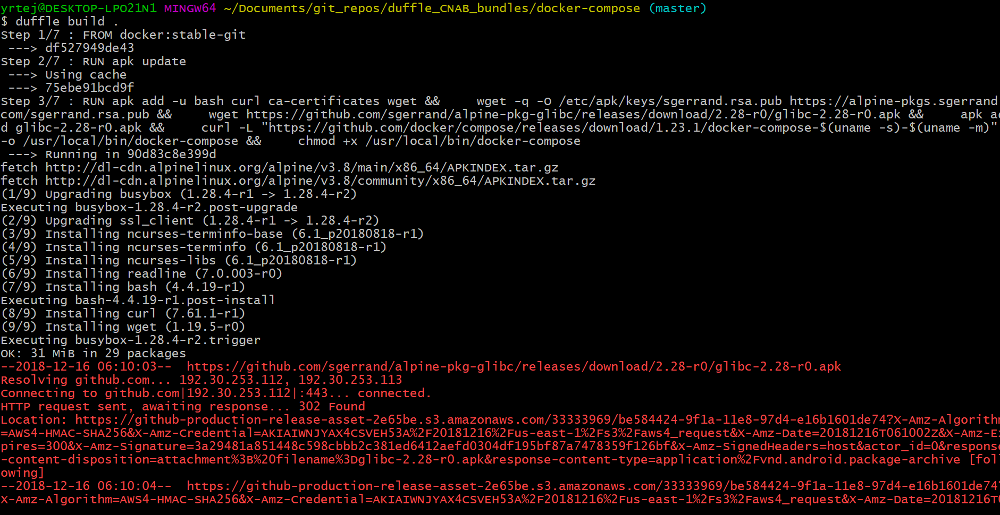 yrtej@DESKTOP-LPO21N1 MINGW64 ~/Documents/git_repos/duffle_CNAB_bundles/docker-compose (master)
$ duffle build .
Step 1/7 : FROM docker:stable-git
 ---> df527949de43
Step 2/7 : RUN apk update
 ---> Using cache
 ---> 75ebe91bcd9f
Step 3/7 : RUN apk add -u bash curl ca-certificates wget &&     wget -q -O /etc/apk/keys/sgerrand.rsa.pub https://alpine-pkgs.sgerrand
com/sgerrand.rsa.pub &&     wget https://github.com/sgerrand/alpine-pkg-glibc/releases/download/2.28-r0/glibc-2.28-r0.apk &&     apk ad
d glibc-2.28-r0.apk &&     curl -L "https://github.com/docker/compose/releases/download/1.23.1/docker-compose-$(uname -s)-$(uname -m)"
-o /usr/local/bin/docker-compose &&     chmod +x /usr/local/bin/docker-compose
 ---> Running in 90d83c8e399d
fetch http://dl-cdn.alpinelinux.org/alpine/v3.8/main/x86_64/APKINDEX.tar.gz
fetch http://dl-cdn.alpinelinux.org/alpine/v3.8/community/x86_64/APKINDEX.tar.gz
(1/9) Upgrading busybox (1.28.4-r1 -> 1.28.4-r2)
Executing busybox-1.28.4-r2.post-upgrade
(2/9) Upgrading ssl_client (1.28.4-r1 -> 1.28.4-r2)
(3/9) Installing ncurses-terminfo-base (6.1_p20180818-r1)
(4/9) Installing ncurses-terminfo (6.1_p20180818-r1)
(5/9) Installing ncurses-libs (6.1_p20180818-r1)
(6/9) Installing readline (7.0.003-r0)
(7/9) Installing bash (4.4.19-r1)
Executing bash-4.4.19-r1.post-install
(8/9) Installing curl (7.61.1-r1)
(9/9) Installing wget (1.19.5-r0)
Executing busybox-1.28.4-r2.trigger
OK: 31 MiB in 29 packages
--2018-12-16 06:10:03--  https://github.com/sgerrand/alpine-pkg-glibc/releases/download/2.28-r0/glibc-2.28-r0.apk
Resolving github.com... 192.30.253.112, 192.30.253.113
Connecting to github.com|192.30.253.112|:443... connected.
HTTP request sent, awaiting response... 302 Found
Location: https://github-production-release-asset-2e65be.s3.amazonaws.com/33333969/be584424-9f1a-11e8-97d4-e16b1601de74?X-Amz-Algorithm
=AWS4-HMAC-SHA256&X-Amz-Credential=AKIAIWNJYAX4CSVEH53A%2F20181216%2Fus-east-1%2Fs3%2Faws4_request&X-Amz-Date=20181216T061002Z&X-Amz-Ex
pires=300&X-Amz-Signature=3a29481a851448c598cbbb2c381ed6412aefd0304df195bf87a7478359f126bf&X-Amz-SignedHeaders=host&actor_id=0&response
-content-disposition=attachment%3B%20filename%3Dglibc-2.28-r0.apk&response-content-type=application%2Fvnd.android.package-archive [foll
owing]
--2018-12-16 06:10:04--  https://github-production-release-asset-2e65be.s3.amazonaws.com/33333969/be584424-9f1a-11e8-97d4-e16b1601de74?
X-Amz-Algorithm=AWS4-HMAC-SHA256&X-Amz-Credential=AKIAIWNJYAX4CSVEH53A%2F20181216%2Fus-east-1%2Fs3%2Faws4_request&X-Amz-Date=20181216T0